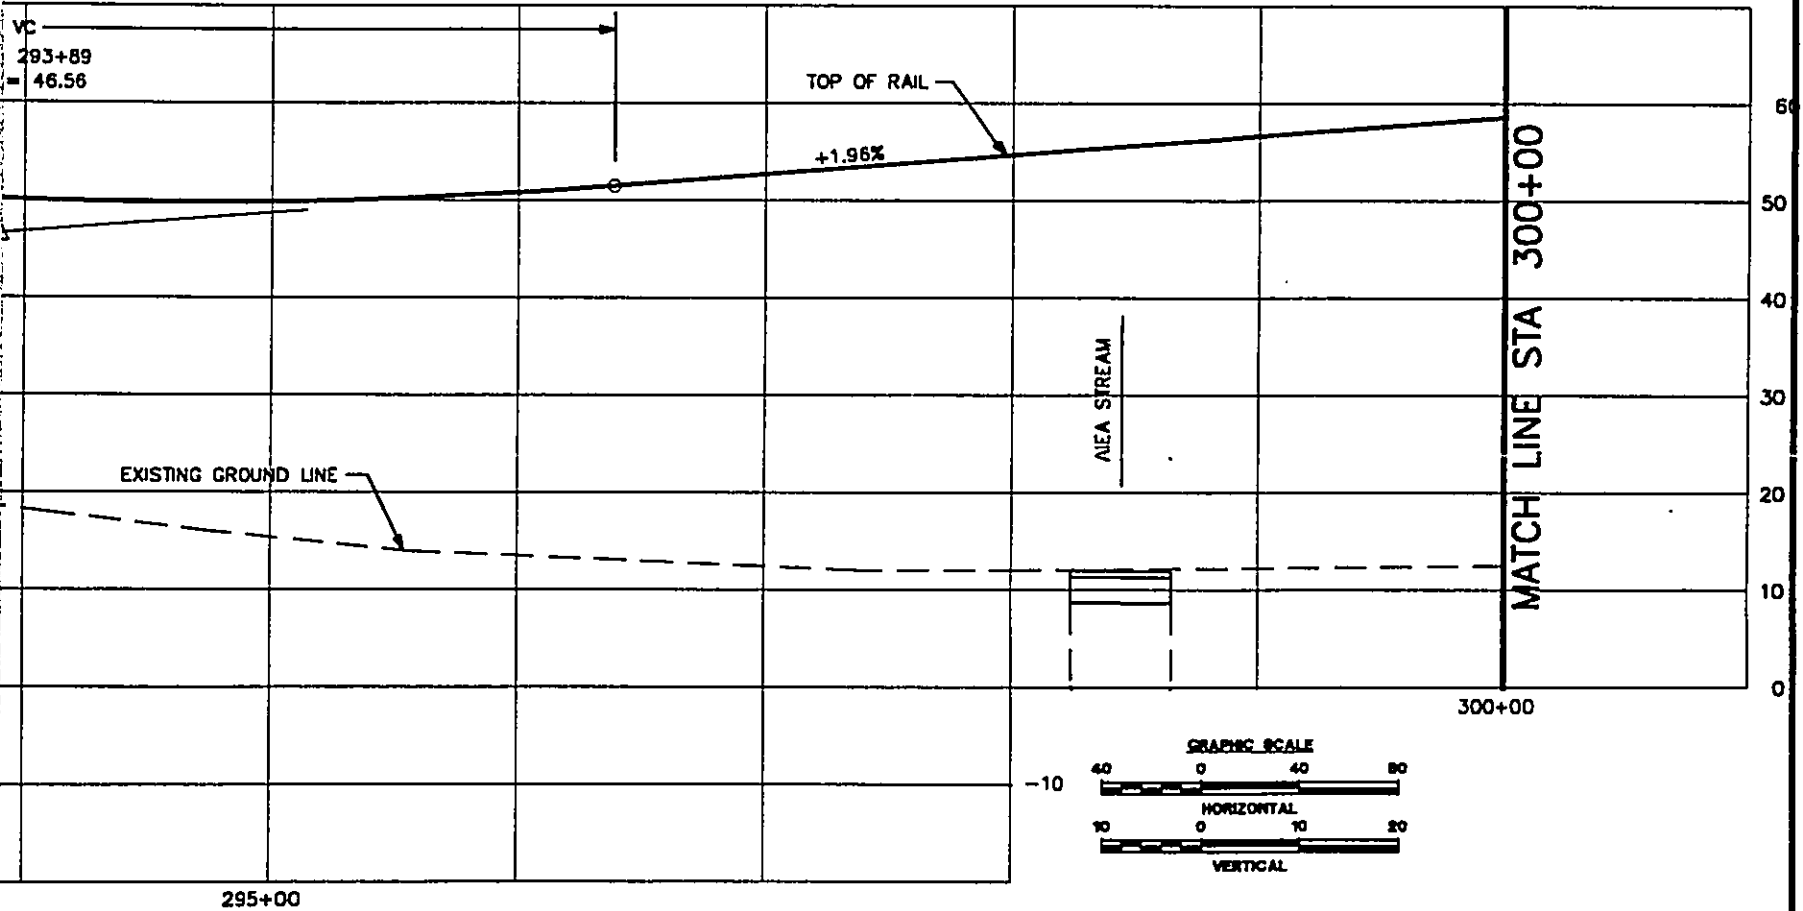 VC
293+89
= 46.56
TOP OF RAIL
+1.96%
60
50
40
30
20
10
0
-10
MATCH LINE STA 300+00
AIEA STREAM
EXISTING GROUND LINE
300+00
295+00
GRAPHIC SCALE
40 0 40 80
HORIZONTAL
10 0 10 20
VERTICAL